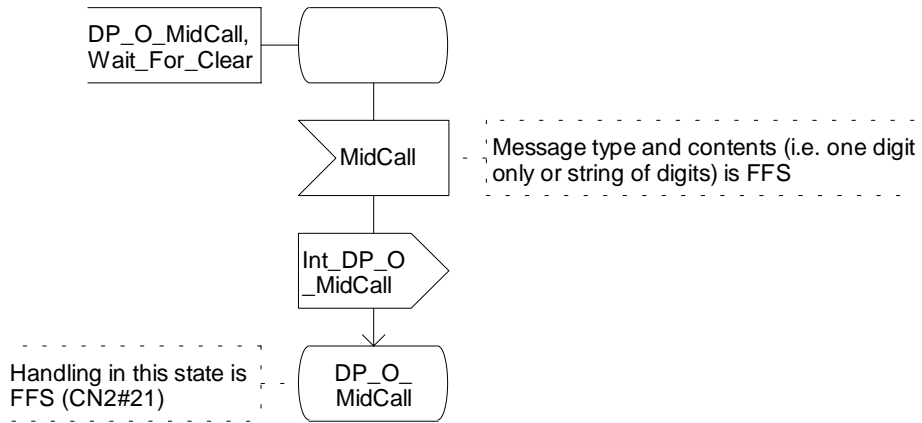 DP_O_MidCall,
Wait_For_Clear
MidCall
Message type and contents (i.e. one digit
only or string of digits) is FFS
Int_DP_O
_MidCall
Handling in this state is
FFS (CN2#21)
DP_O_
MidCall